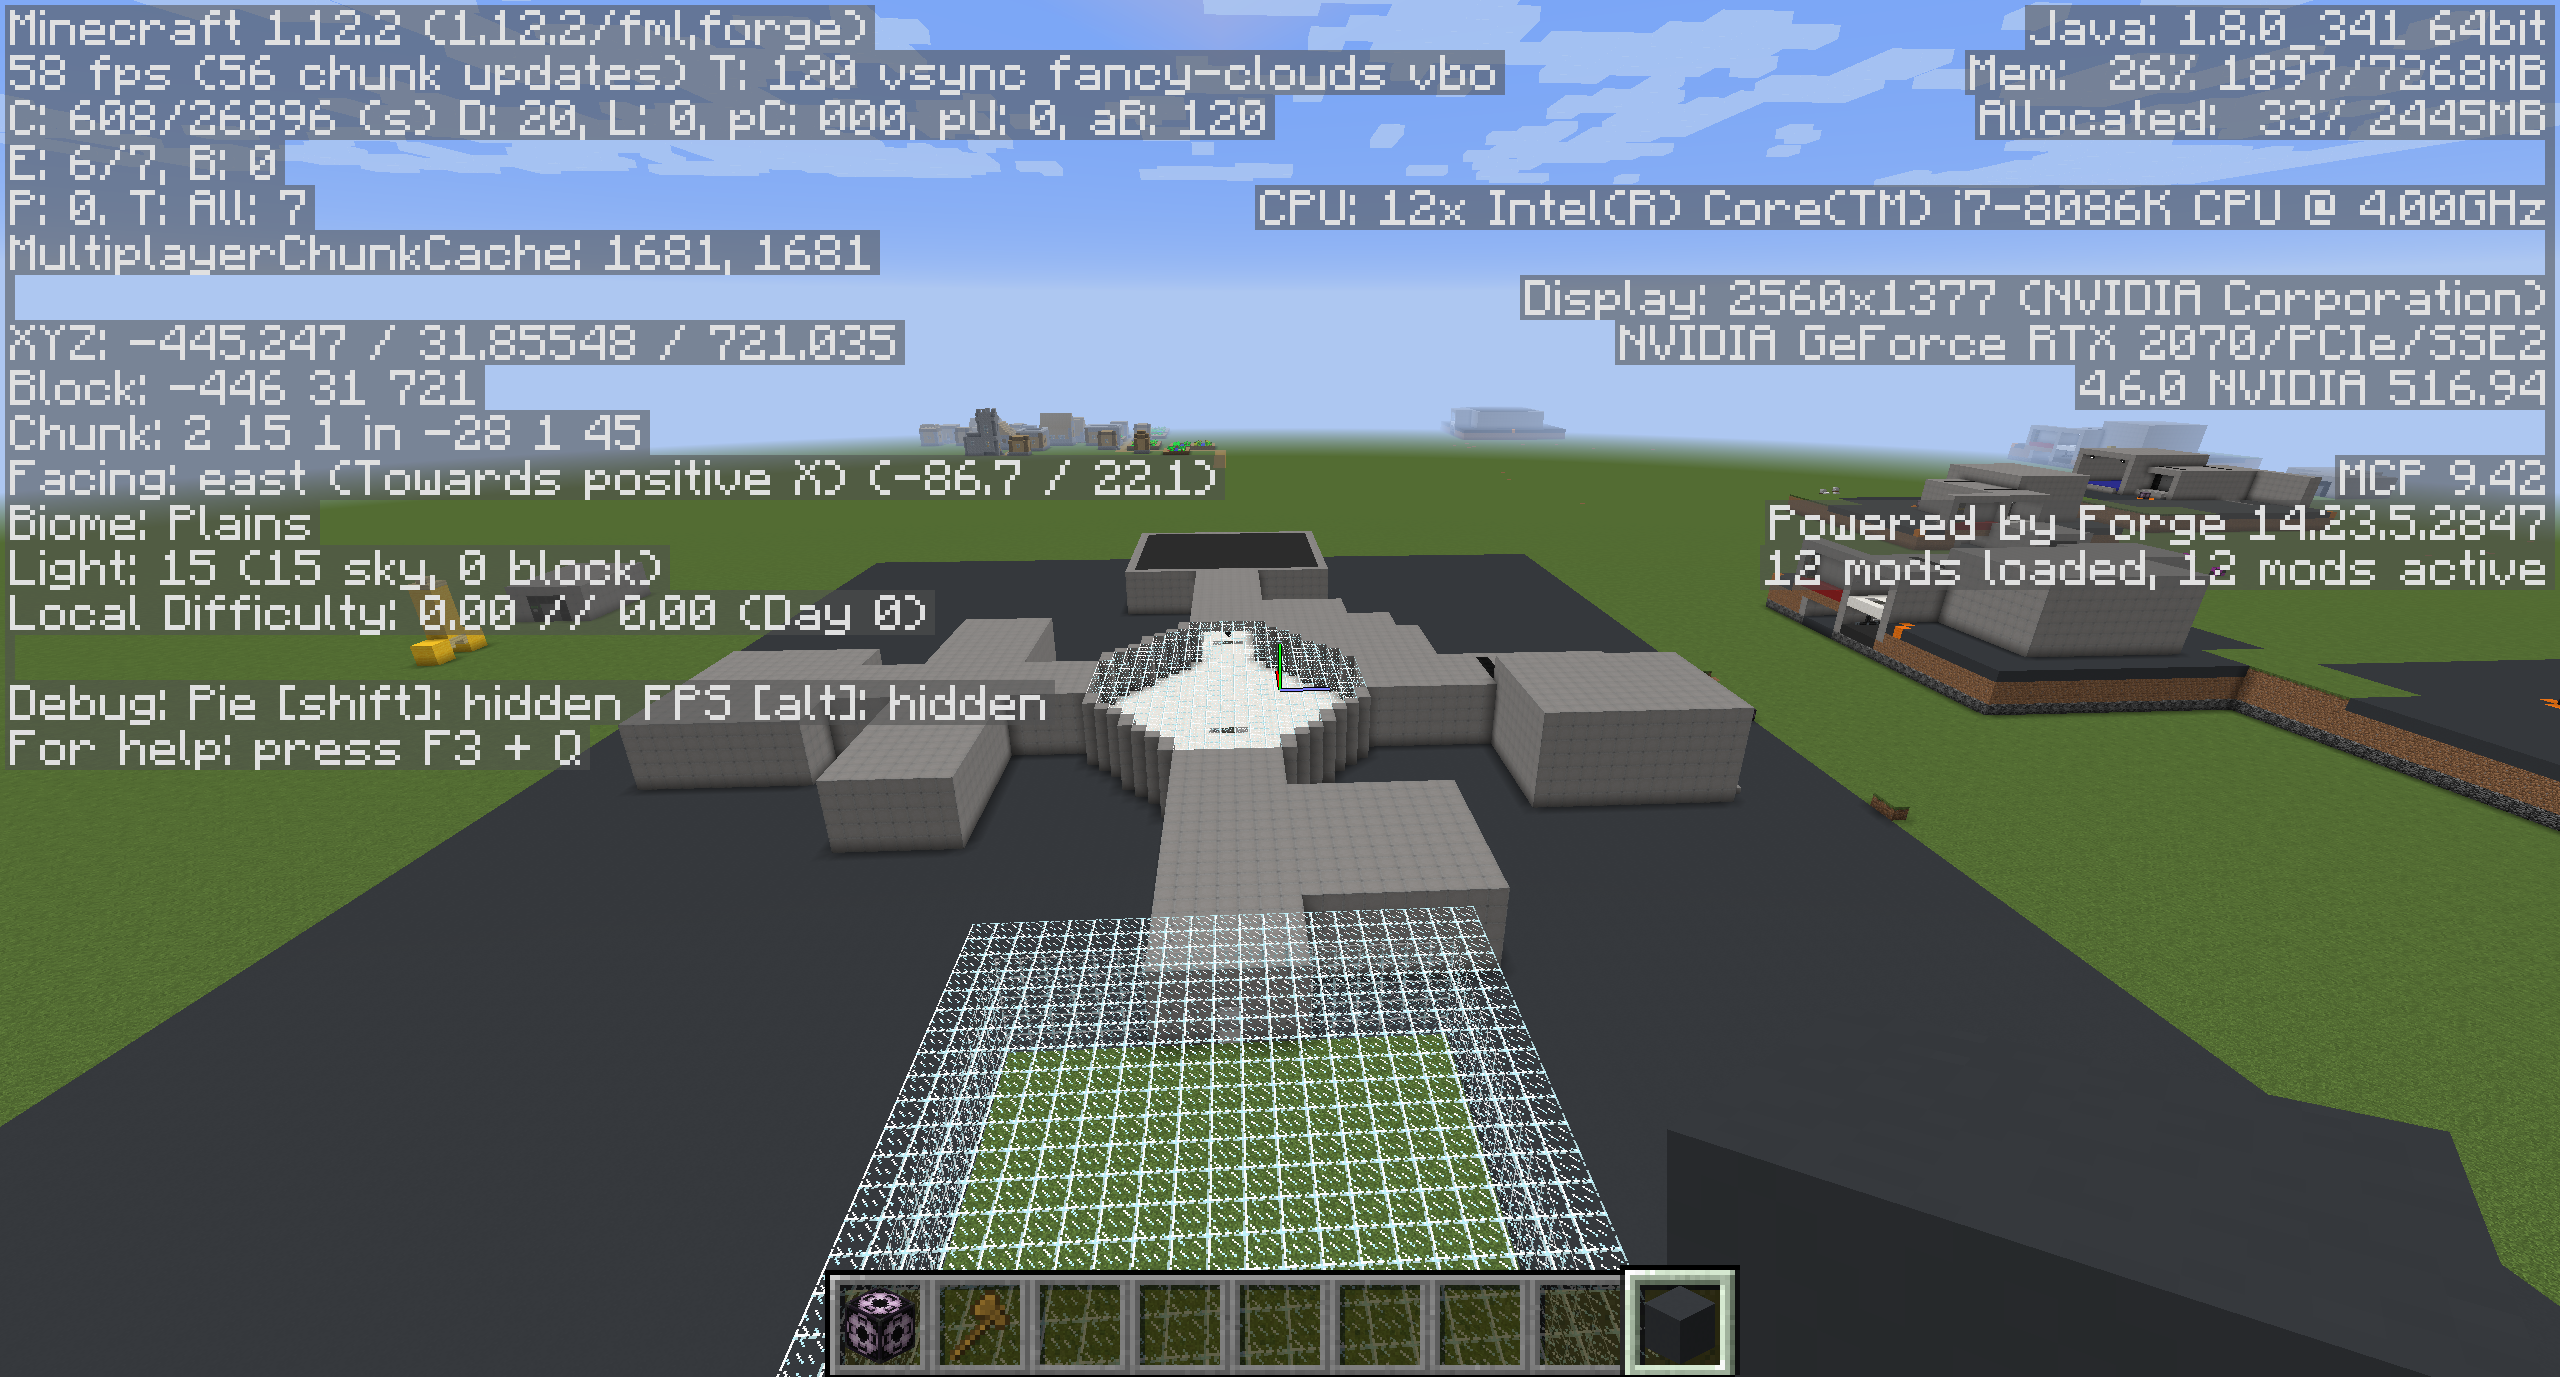 Minecraft 1.12.2 (1.12.2/fml,forge)
58 fps (56 chunk updates) T: 120 vsync fancy-clouds vbo
C: 608/26896 (s) D: 20, L: 0, pC: 000, pU: 0, aB: 120
E: 6/7, B: 0
P: 0. T: All: 7
MultiplayerChunkCache: 1681, 1681
XYZ: -445.247 / 31.85548 / 721.035
Block: -446 31 721
Chunk: 2 15 1 in -28 1 45
Facing: east (Towards positive X) (-86.7 / 22.1)
Biome: Plains
Light: 15 (15 sky, 0 block)
Local Difficulty: 0.00 // 0.00 (Day 0)
Debug: Pie [shift]: hidden FPS [alt]: hidden
For help: press F3 + Q
Java: 1.8.0_341 64bit
Mem: 26% 1897/7268MB
Allocated: 33% 2445MB
CPU: 12x Intel(R) Core(TM) i7-8086K CPU @ 4.00GHz
Display: 2560x1377 (NVIDIA Corporation)
NVIDIA GeForce RTX 2070/PCIe/SSE2
4.6.0 NVIDIA 516.94
MCP 9.42
Powered by Forge 14.23.5.2847
12 mods loaded, 12 mods active